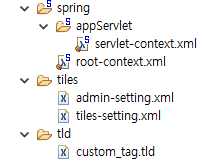 spring
appServlet
servlet-context.xml
root-context.xml
tiles
admin-setting.xml
tiles-setting.xml
tld
custom_tag.tld